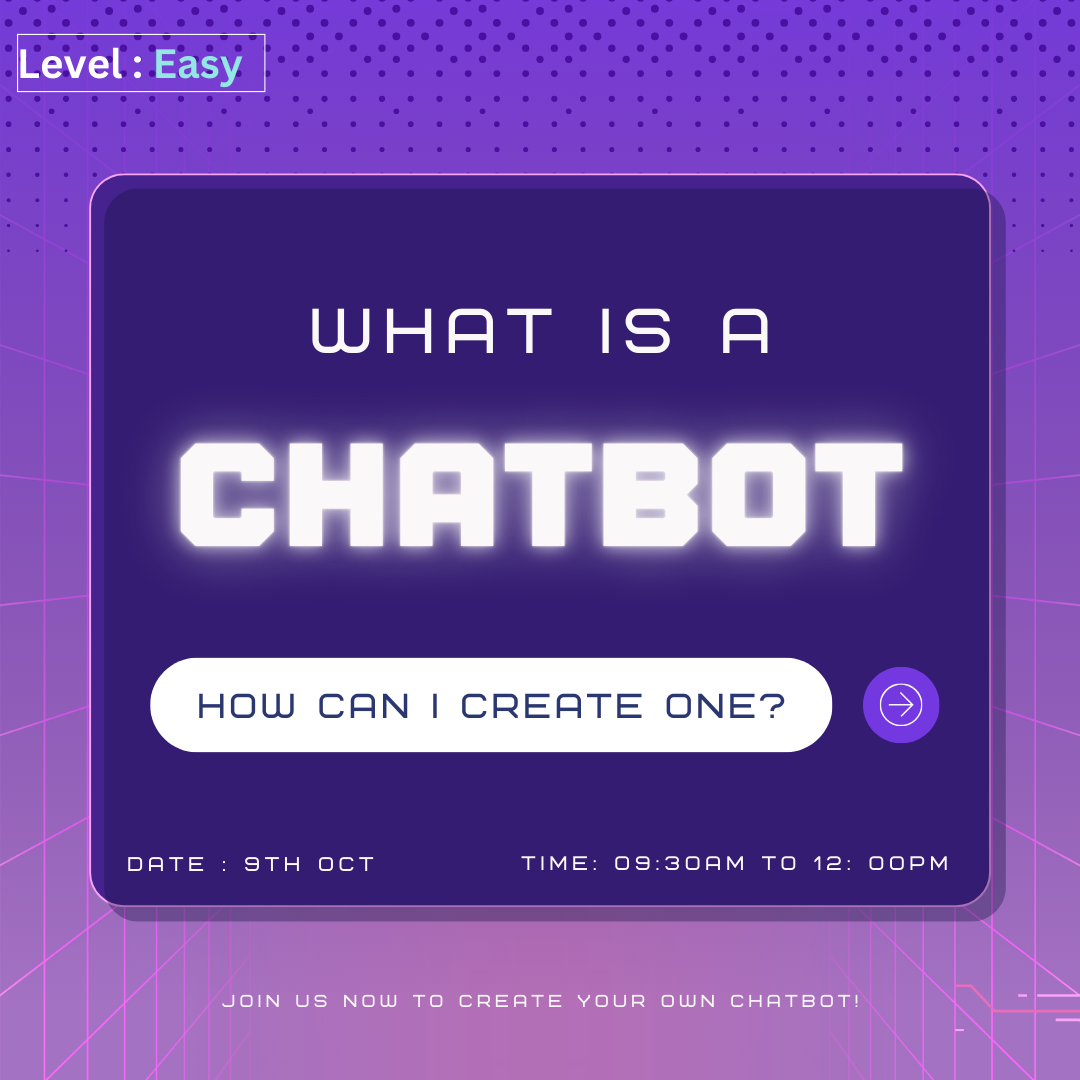 Level : Easy
WHAT IS A
CHATBOT
HOW CAN I CREATE ONE?
DATE : 9TH OCT
TIME: 09:30AM TO 12: 00PM
JOIN US NOW TO CREATE YOUR OWN CHATBOT!